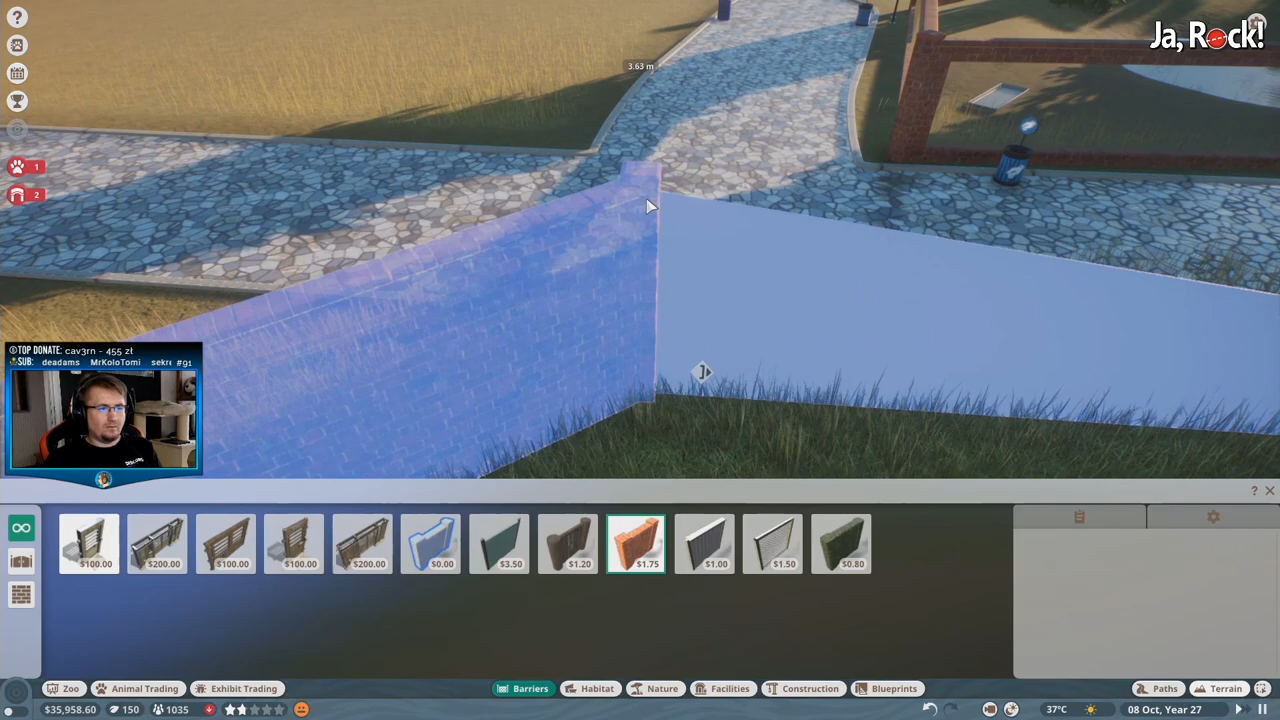 ?
Ja, Rock!
3.63 m
1
2
TOP DONATE: cav3rn - 455 zł
SUB: deadams MrKoloTomi sekre #91
? ×
$100.00 $200.00 $100.00 $100.00 $200.00 $0.00 $3.50 $1.20 $1.75 $1.00 $1.50 $0.80
Zoo Animal Trading Exhibit Trading Barriers Habitat Nature Facilities Construction Blueprints Paths Terrain
$35,958.60 150 1035 37°C 08 Oct, Year 27